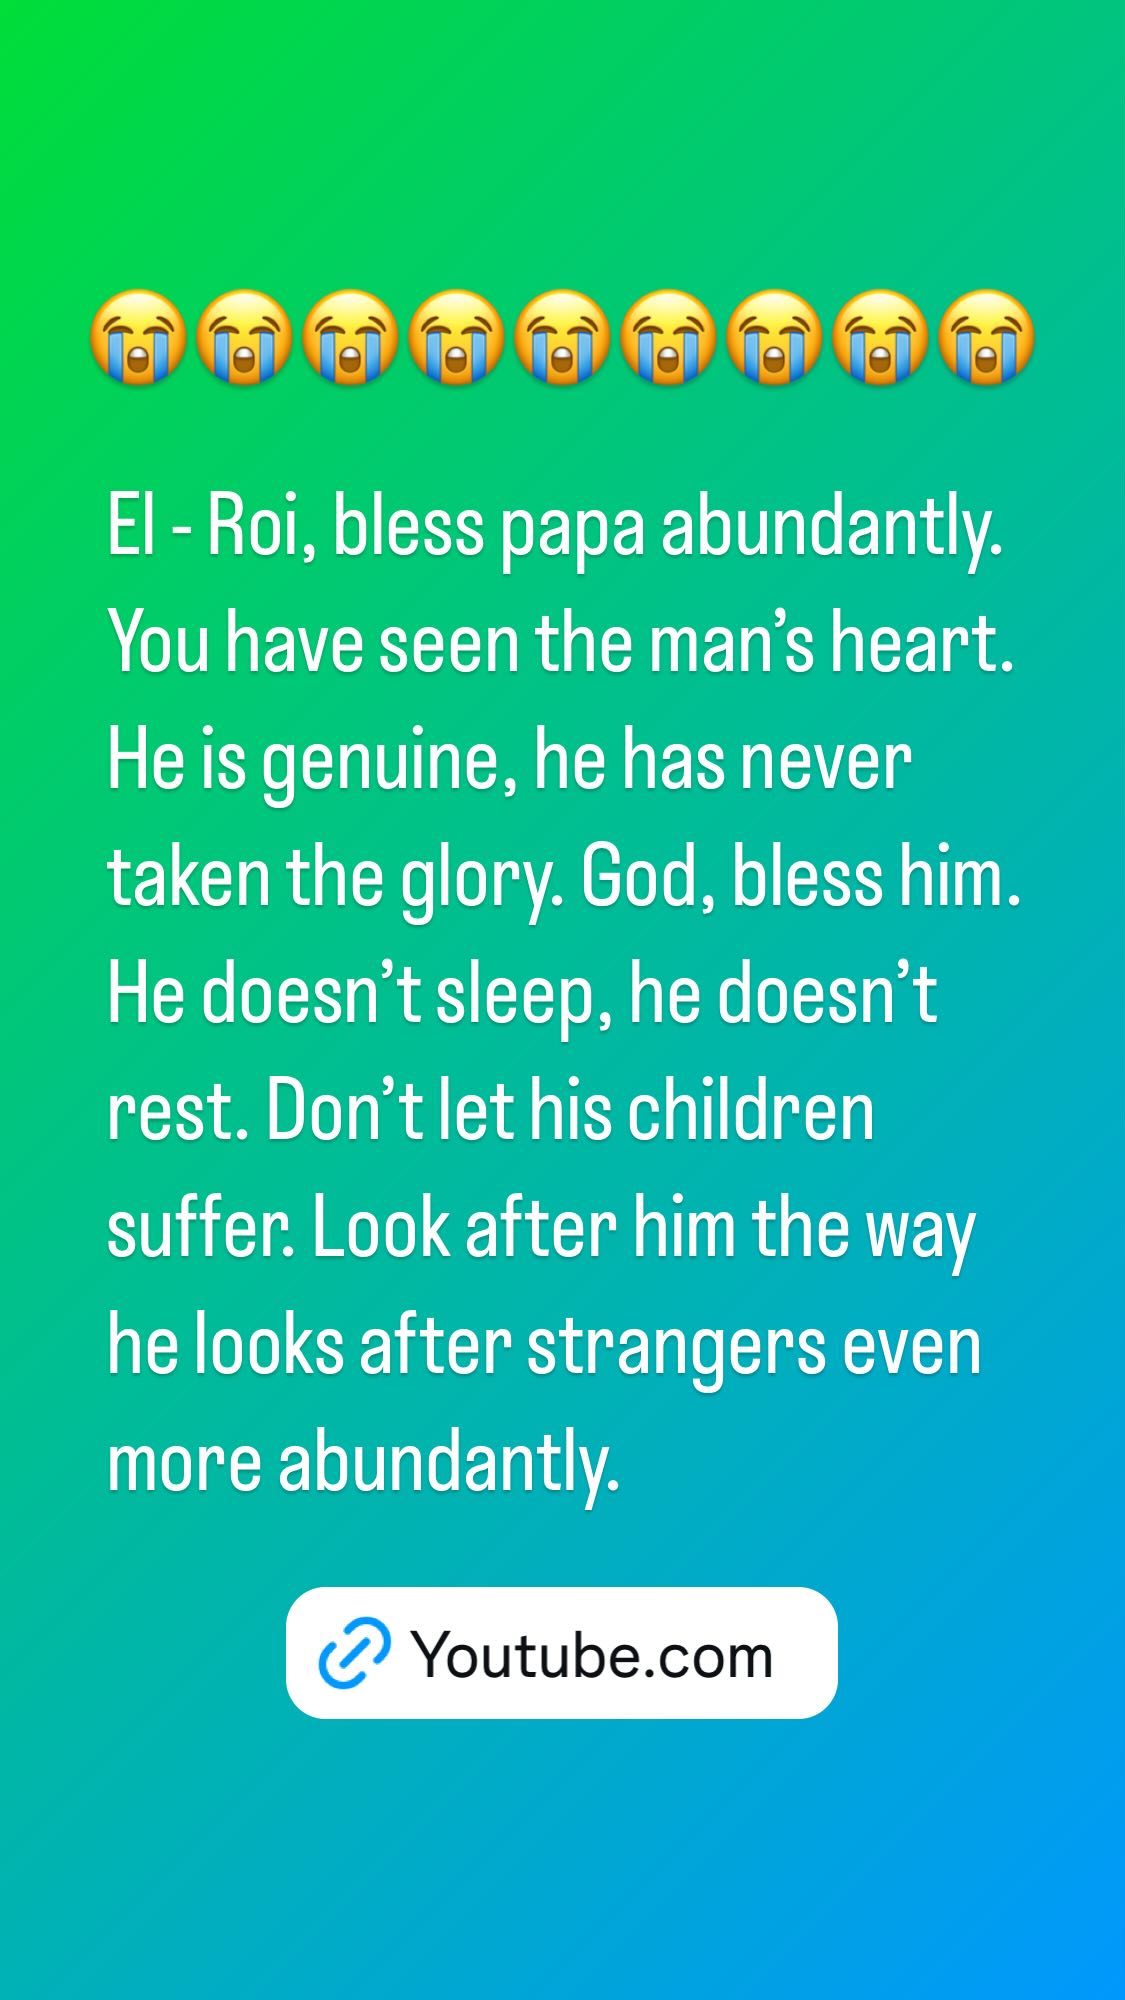 😭😭😭😭😭😭😭😭😭
El - Roi, bless papa abundantly.
You have seen the man’s heart.
He is genuine, he has never
taken the glory. God, bless him.
He doesn’t sleep, he doesn’t
rest. Don’t let his children
suffer. Look after him the way
he looks after strangers even
more abundantly.
Youtube.com